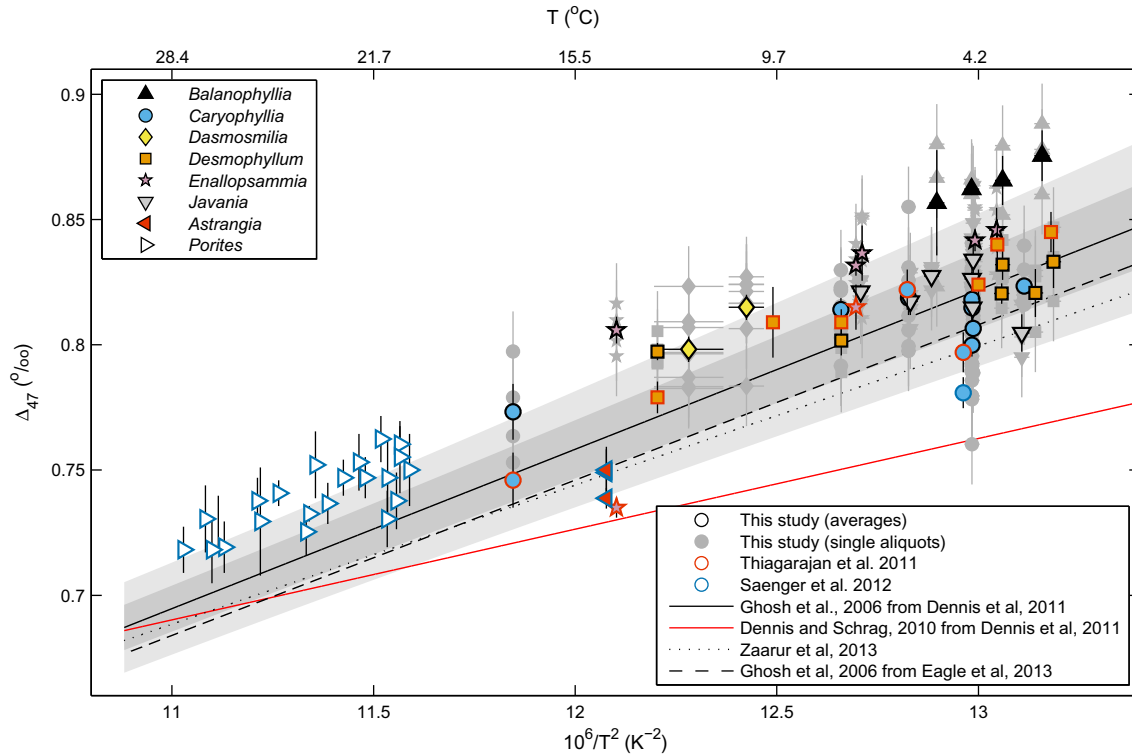 T (°C)
28.4 21.7 15.5 9.7 4.2
Balanophyllia
Caryophyllia
Dasmosmilia
Desmophyllum
Enallopsammia
Javania
Astrangia
Porites
0.9
0.85
0.8
0.75
0.7
Δ47 (°/oo)
This study (averages)
This study (single aliquots)
Thiagarajan et al. 2011
Saenger et al. 2012
Ghosh et al., 2006 from Dennis et al, 2011
Dennis and Schrag, 2010 from Dennis et al, 2011
Zaarur et al, 2013
Ghosh et al, 2006 from Eagle et al, 2013
11 11.5 12 12.5 13
10^6/T^2 (K^-2)